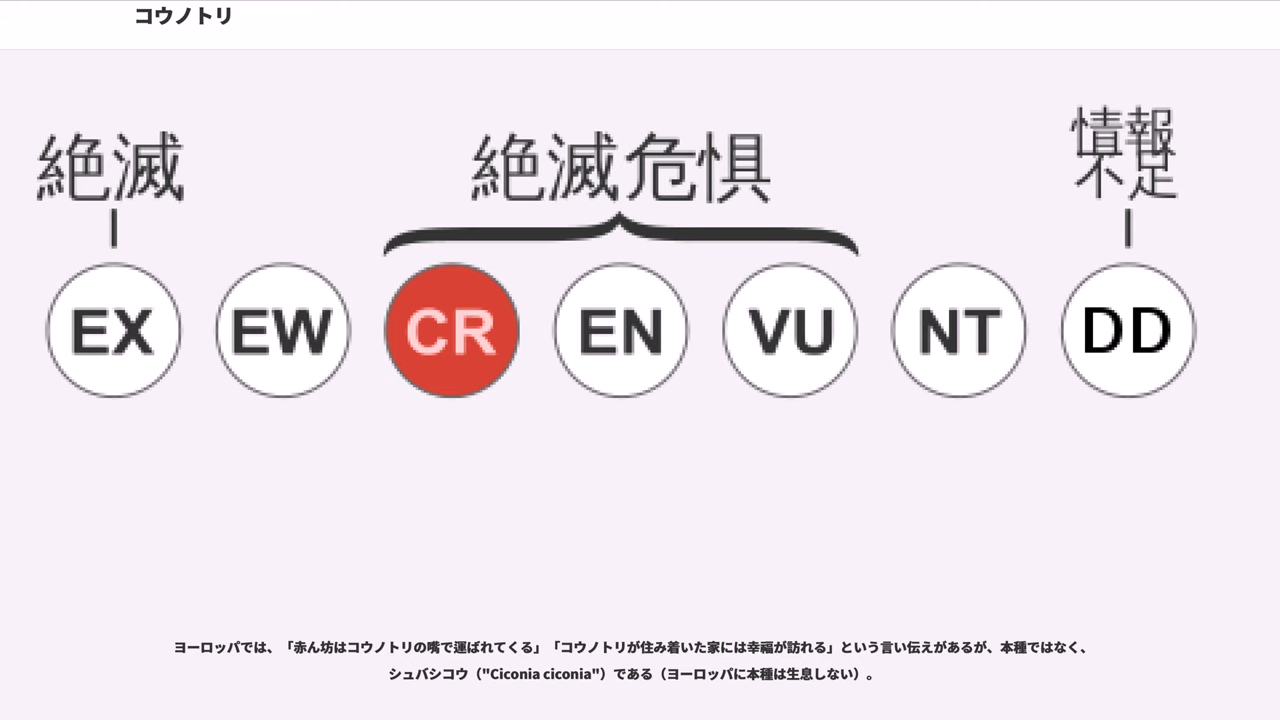 コウノトリ
絶滅
絶滅危惧
情報
不足
EX EW CR EN VU NT DD
ヨーロッパでは、「赤ん坊はコウノトリの嘴で運ばれてくる」「コウノトリが住み着いた家には幸福が訪れる」という言い伝えがあるが、本種ではなく、
シュバシコウ（"Ciconia ciconia"）である（ヨーロッパに本種は生息しない）。